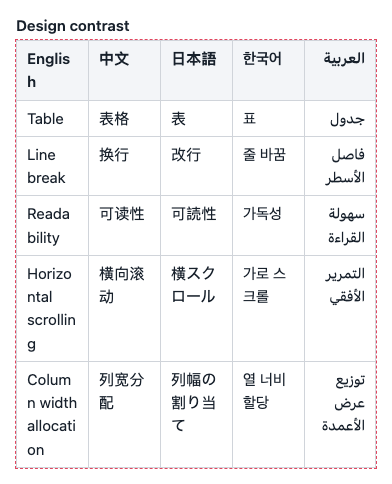 Design contrast
Englis 中文 日本語 한국어 العربية
h
Table 表格 表 표 جدول
Line 换行 改行 줄 바꿈 فاصل
break الأسطر
Reada 可读性 可読性 가독성 سهولة
bility القراءة
Horizo 横向滚 横スク 가로 스 التمرير
ntal 动 ロール 크롤 الأفقي
scrollin
g
Colum 列宽分 列幅の 열 너비 توزيع
n width 配 割り当 할당 عرض
allocati て الأعمدة
on